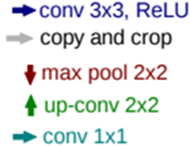 conv 3x3, ReLU
copy and crop
max pool 2x2
up-conv 2x2
conv 1x1